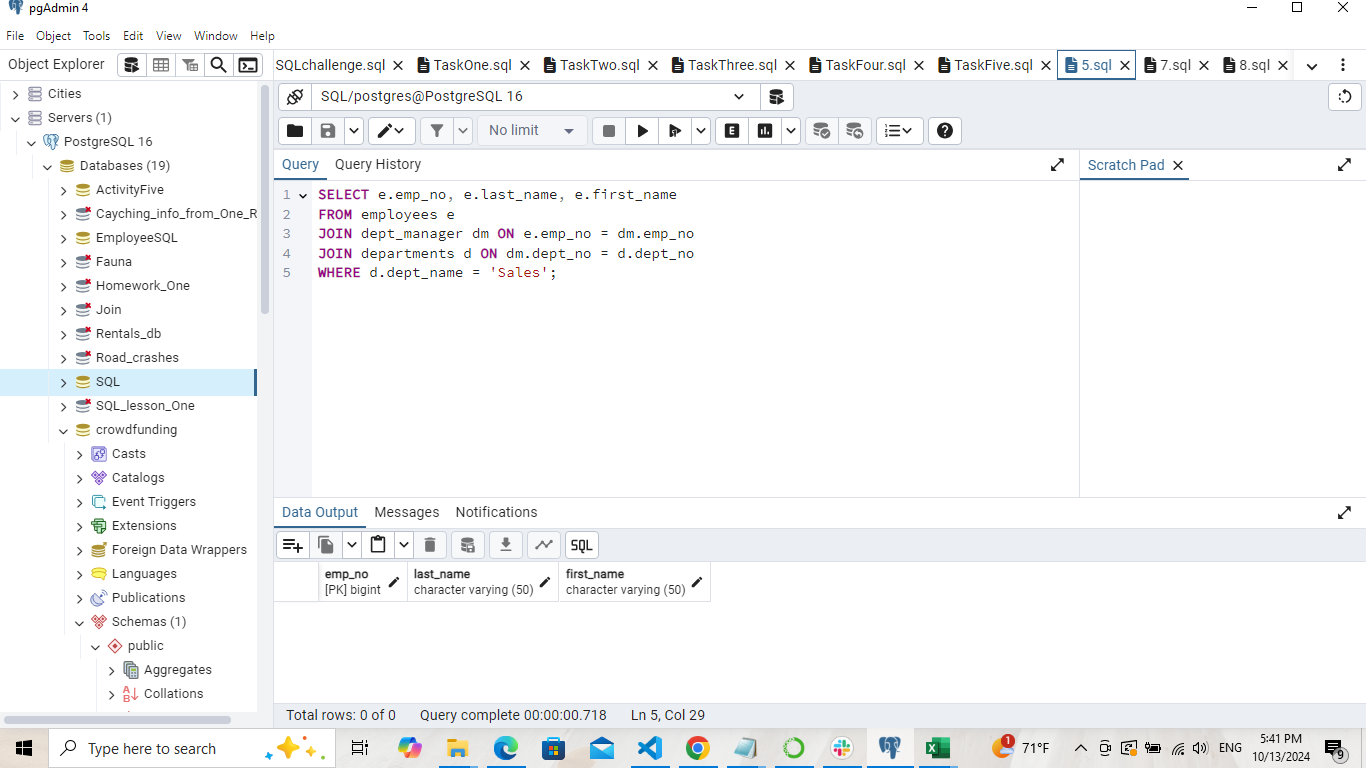 pgAdmin 4
File Object Tools Edit View Window Help
Object Explorer
SQLchallenge.sql TaskOne.sql TaskTwo.sql TaskThree.sql TaskFour.sql TaskFive.sql 5.sql 7.sql 8.sql
Cities
Servers (1)
PostgreSQL 16
Databases (19)
ActivityFive
Cayching_info_from_One_R
EmployeeSQL
Fauna
Homework_One
Join
Rentals_db
Road_crashes
SQL
SQL_lesson_One
crowdfunding
Casts
Catalogs
Event Triggers
Extensions
Foreign Data Wrappers
Languages
Publications
Schemas (1)
public
Aggregates
Collations
SQL/postgres@PostgreSQL 16
No limit
E
Query Query History
Scratch Pad
1 SELECT e.emp_no, e.last_name, e.first_name
2 FROM employees e
3 JOIN dept_manager dm ON e.emp_no = dm.emp_no
4 JOIN departments d ON dm.dept_no = d.dept_no
5 WHERE d.dept_name = 'Sales';
Data Output Messages Notifications
SQL
emp_no last_name first_name
[PK] bigint character varying (50) character varying (50)
Total rows: 0 of 0 Query complete 00:00:00.718 Ln 5, Col 29
Type here to search
1
71°F
ENG
5:41 PM
10/13/2024
9